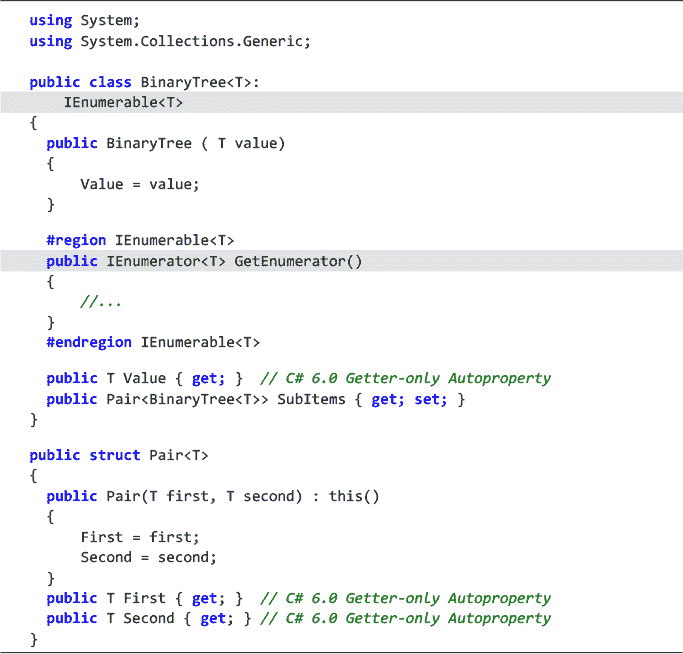 using System;
using System.Collections.Generic;
public class BinaryTree<T>:
IEnumerable<T>
{
public BinaryTree ( T value)
{
Value = value;
}
#region IEnumerable<T>
public IEnumerator<T> GetEnumerator()
{
//...
}
#endregion IEnumerable<T>
public T Value { get; }  // C# 6.0 Getter-only Autoproperty
public Pair<BinaryTree<T>> SubItems { get; set; }
}
public struct Pair<T>
{
public Pair(T first, T second) : this()
{
First = first;
Second = second;
}
public T First { get; }  // C# 6.0 Getter-only Autoproperty
public T Second { get; } // C# 6.0 Getter-only Autoproperty
}